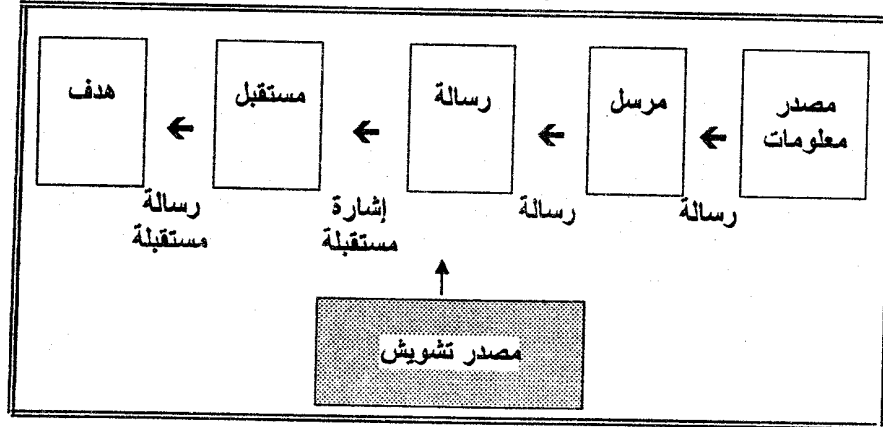 مصدر
معلومات
مرسل
رسالة
مستقبل
هدف
رسالة
رسالة
إشارة
مستقبلة
رسالة
مستقبلة
مصدر تشويش